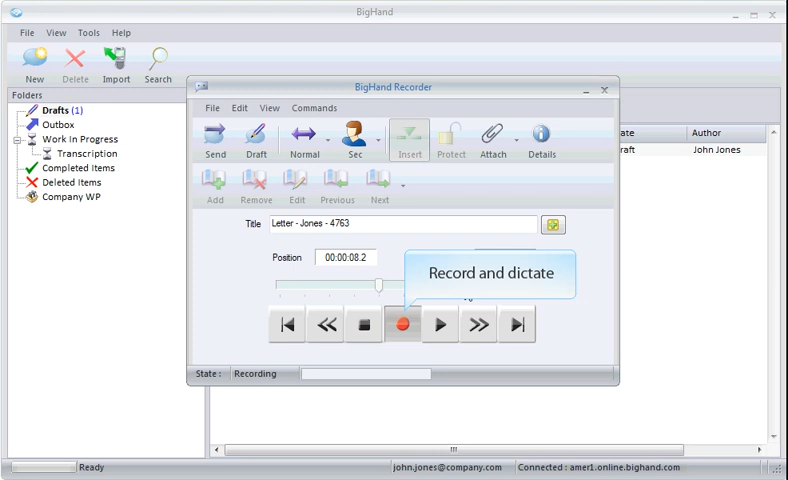 BigHand
File View Tools Help
New Delete Import Search
Folders
Drafts (1)
Outbox
Work In Progress
Transcription
Completed Items
Deleted Items
Company WP
ate Author
raft John Jones
BigHand Recorder
File Edit View Commands
Send Draft Normal Sec Insert Protect Attach Details
Add Remove Edit Previous Next
Title Letter - Jones - 4763
Position 00:00:08.2
Record and dictate
State : Recording
Ready john.jones@company.com Connected : amer1.online.bighand.com